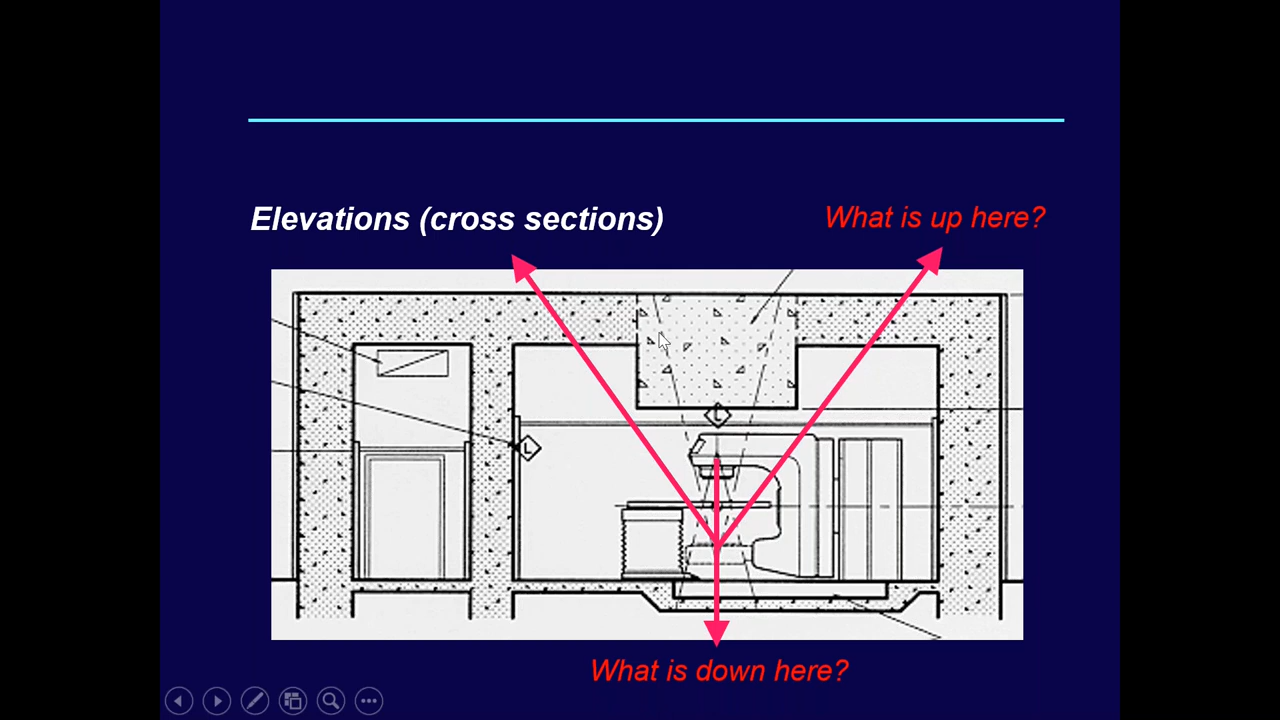 Elevations (cross sections)
What is up here?
L
L
What is down here?